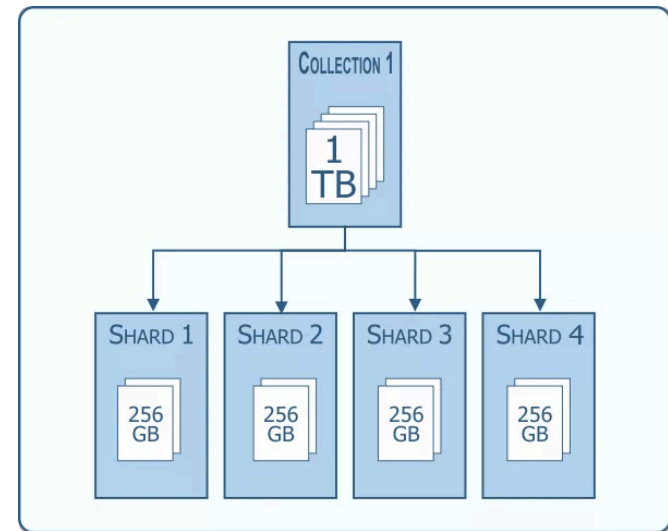 COLLECTION 1
1
TB
SHARD 1
SHARD 2
SHARD 3
SHARD 4
256
GB
256
GB
256
GB
256
GB